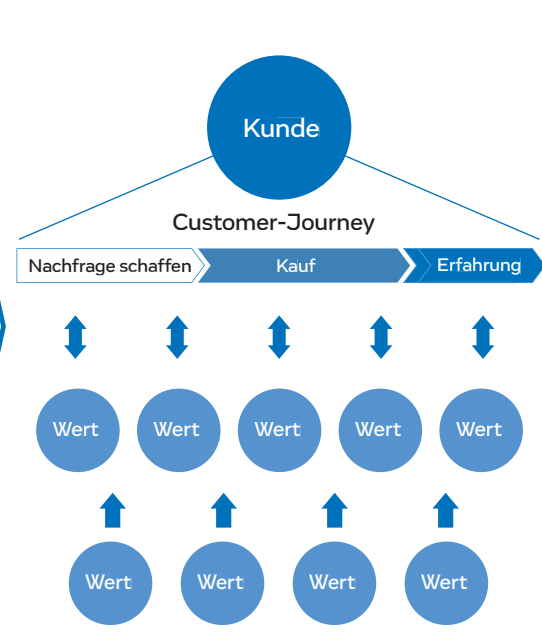 Kunde
Customer-Journey
Nachfrage schaffen Kauf Erfahrung
Wert Wert Wert Wert Wert
Wert Wert Wert Wert